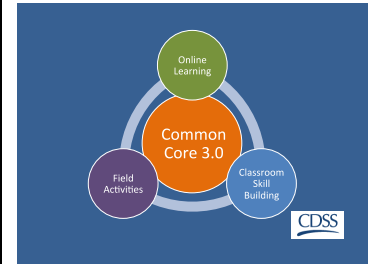 Online
Learning
Common
Core 3.0
Field
Activities
Classroom
Skill
Building
CDSS